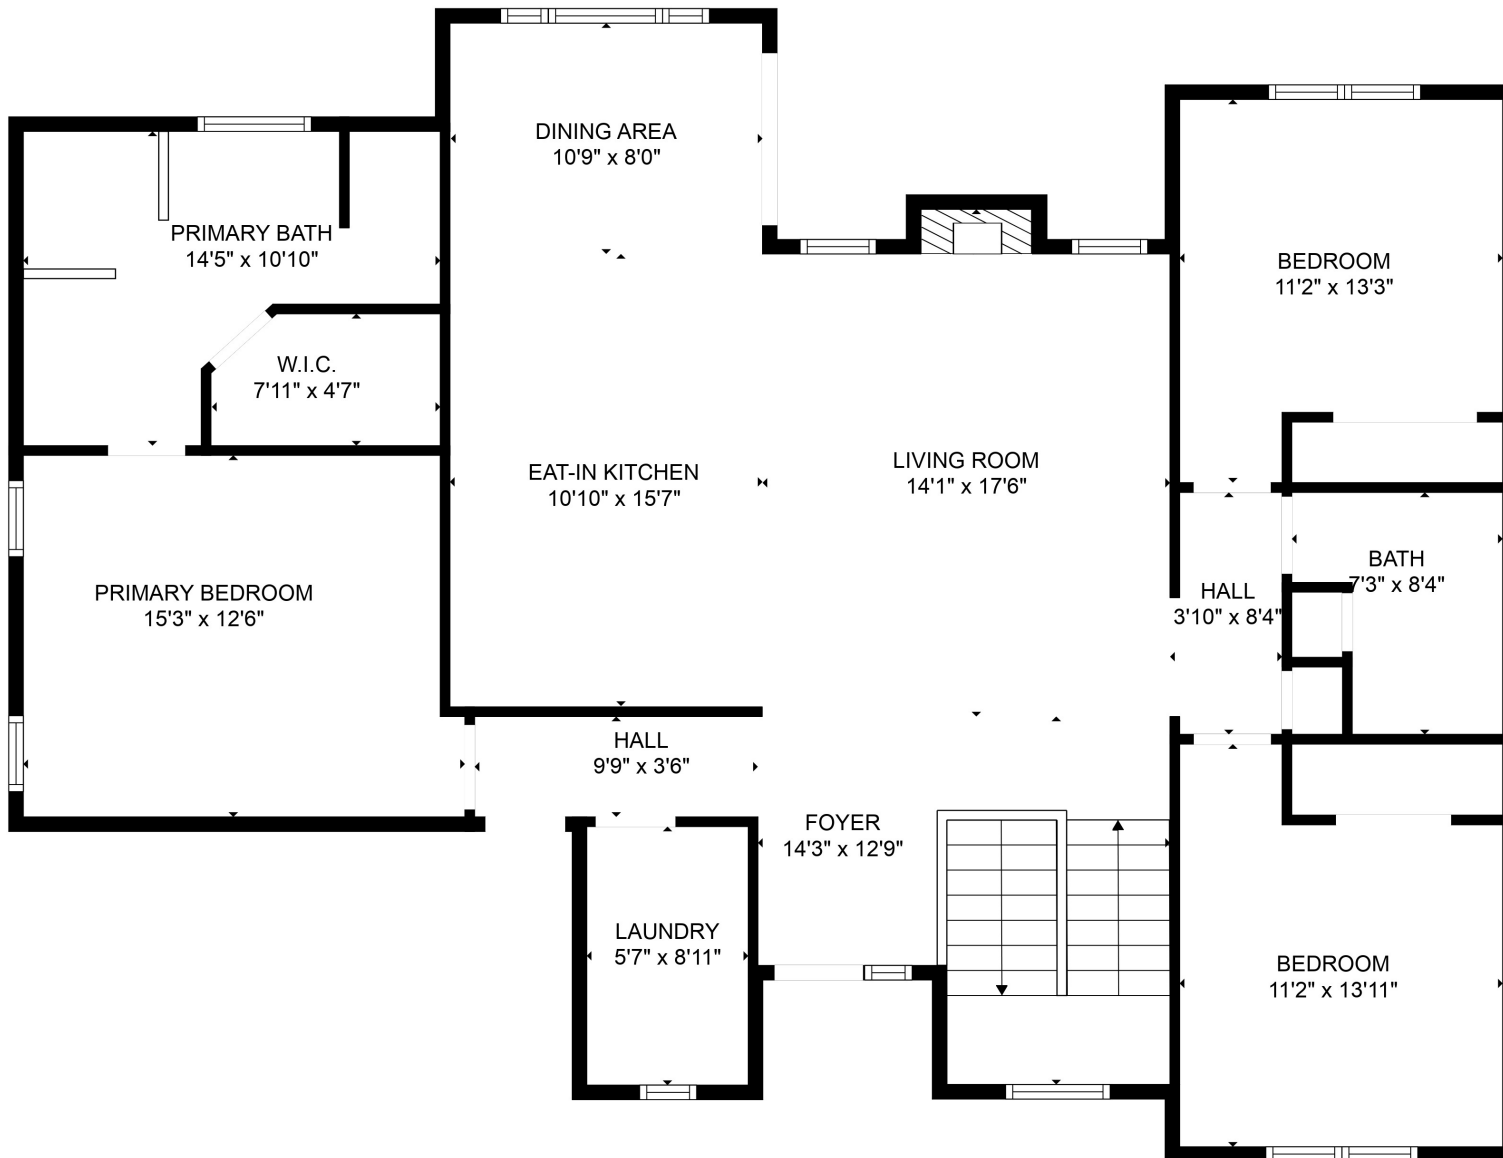 DINING AREA
10'9" x 8'0"
PRIMARY BATH
14'5" x 10'10"
BEDROOM
11'2" x 13'3"
W.I.C.
7'11" x 4'7"
EAT-IN KITCHEN
10'10" x 15'7"
LIVING ROOM
14'1" x 17'6"
PRIMARY BEDROOM
15'3" x 12'6"
HALL
3'10" x 8'4"
BATH
7'3" x 8'4"
HALL
9'9" x 3'6"
FOYER
14'3" x 12'9"
LAUNDRY
5'7" x 8'11"
BEDROOM
11'2" x 13'11"